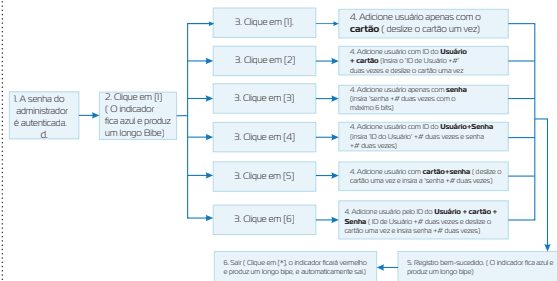 1. A senha do
administrador
é autenticada.
d.
2. Clique em [1]
( O indicador
fica azul e produz
um longo Bibe)
3. Clique em [1].
4. Adicione usuário apenas com o
cartão ( deslize o cartão um vez)
3. Clique em [2]
4. Adicione usuário com ID do Usuário
+ cartão (insira o 'ID de Usuário +#'
duas vezes e deslize o cartão uma vez
3. Clique em [3]
4. Adicione usuário apenas com senha
(insira 'senha +# duas vezes com o
máximo 6 bits)
3. Clique em [4]
4. Adicione usuário com ID do Usuário+Senha
(insira 'ID do Usuário' +# duas vezes e senha
+# duas vezes)
3. Clique em [5]
4. Adicione usuário com cartão+senha ( deslize o
cartão uma vez e insira a 'senha +# duas vezes)
3. Clique em [6]
4. Adicione usuário pelo ID do Usuário + cartão +
Senha ( ID de Usuário +# duas vezes e deslize o
cartão uma vez e insira senha +# duas vezes)
6. Sair ( Clique em [*], o indicador ficará vermelho
e produz um longo bipe, e automaticamente sai)
5. Registro bem-sucedido. ( O indicador fica azul e
produz um longo bipe)